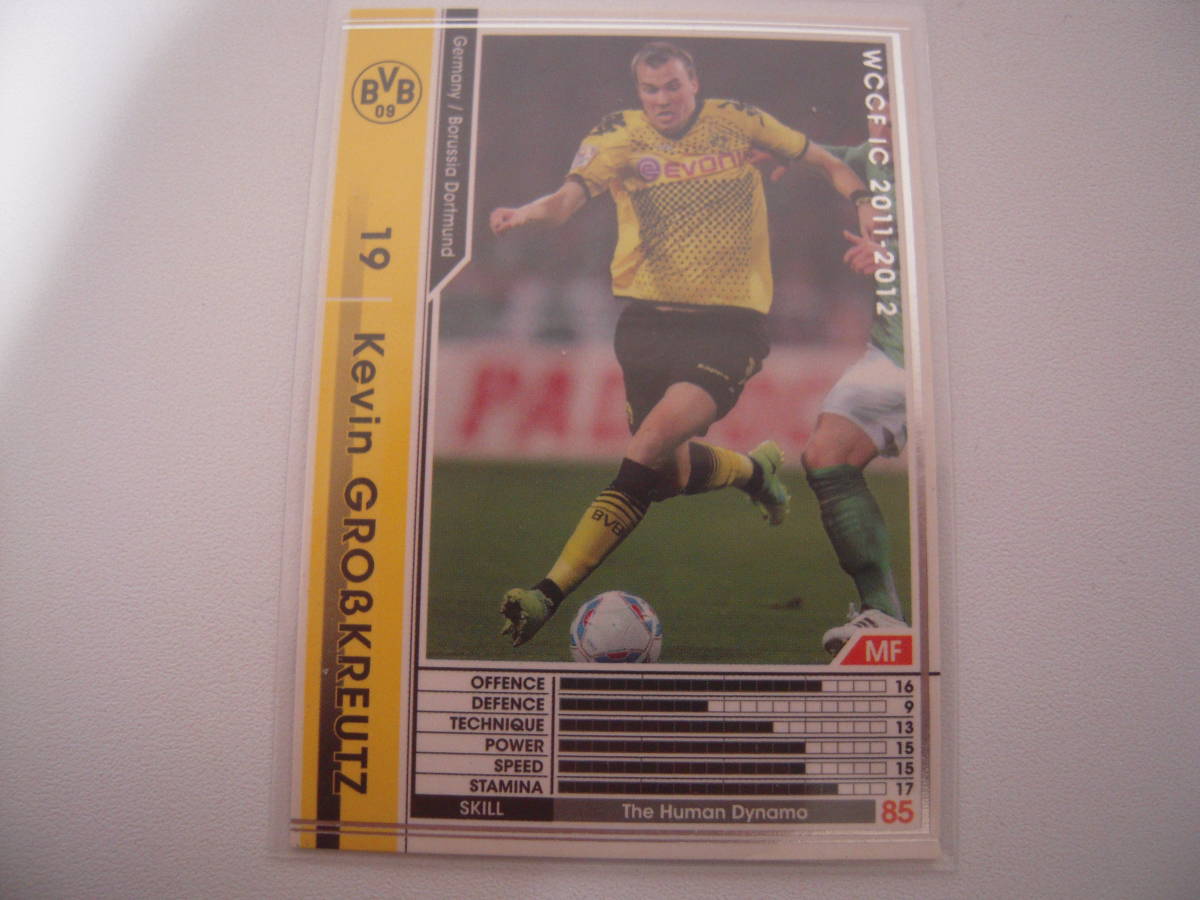 BVB
09
Germany / Borussia Dortmund
19
Kevin GROßKREUTZ
WCCF IC 2011-2012
EVONIK
BVB
MF
OFFENCE 16
DEFENCE 9
TECHNIQUE 13
POWER 15
SPEED 15
STAMINA 17
SKILL The Human Dynamo 85